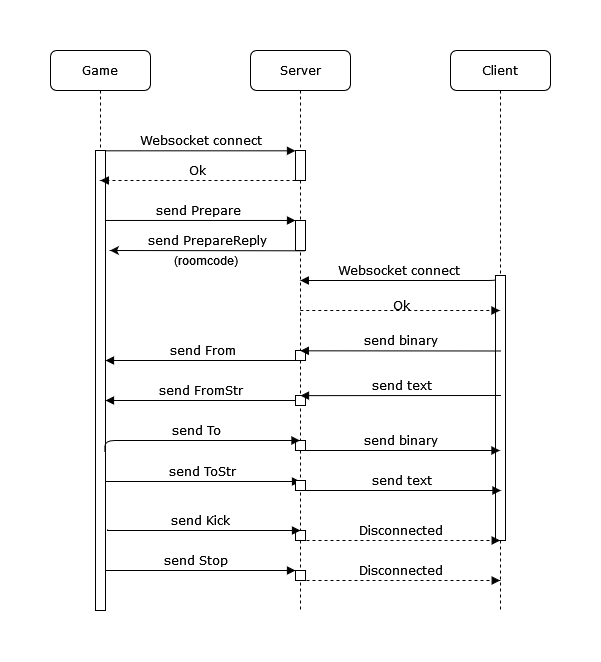 Game
Server
Client
Websocket connect
Ok
send Prepare
send PrepareReply
(roomcode)
Websocket connect
Ok
send binary
send From
send text
send FromStr
send To
send binary
send ToStr
send text
send Kick
Disconnected
send Stop
Disconnected